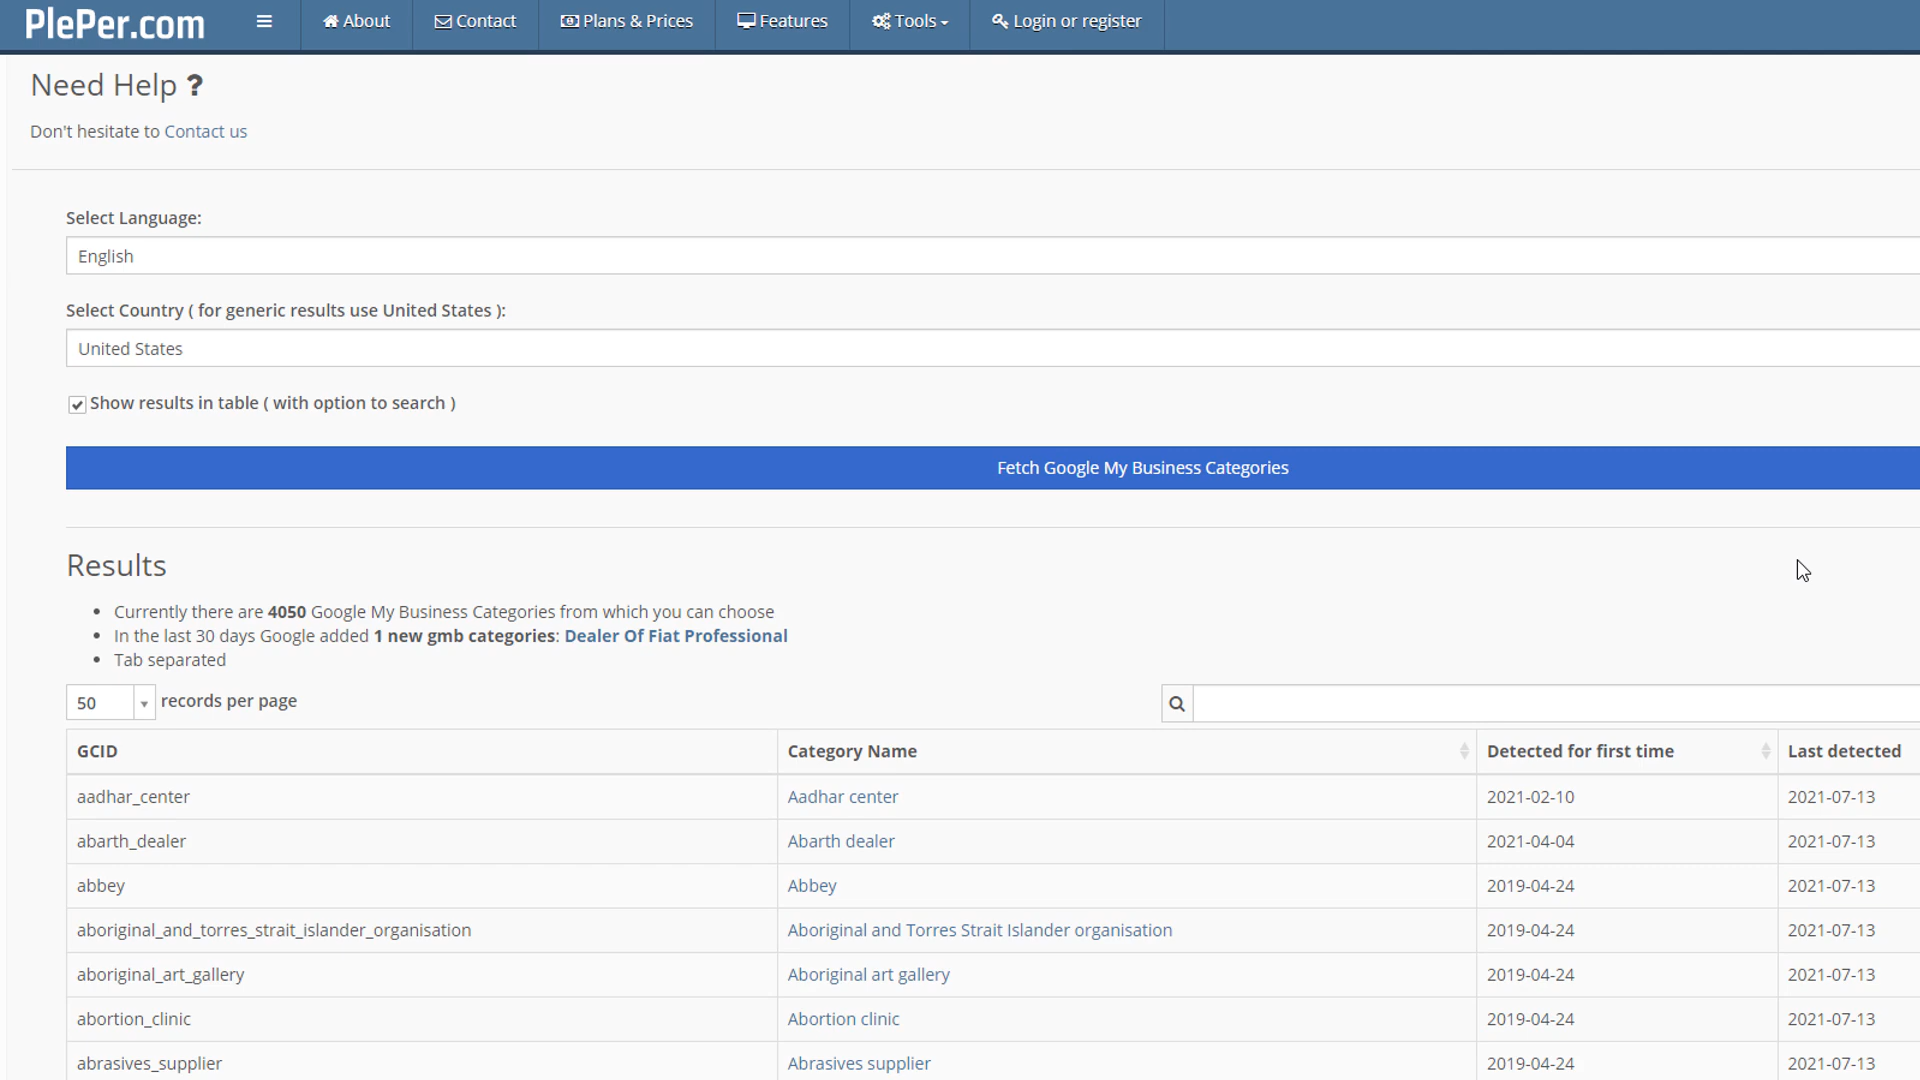 PlePer.com About Contact Plans & Prices Features Tools Login or register
Need Help ?
Don't hesitate to Contact us
Select Language:
English
Select Country ( for generic results use United States ):
United States
Show results in table ( with option to search )
Fetch Google My Business Categories
Results
Currently there are 4050 Google My Business Categories from which you can choose
In the last 30 days Google added 1 new gmb categories: Dealer Of Fiat Professional
Tab separated
50 records per page
GCID Category Name Detected for first time Last detected
aadhar_center Aadhar center 2021-02-10 2021-07-13
abarth_dealer Abarth dealer 2021-04-04 2021-07-13
abbey Abbey 2019-04-24 2021-07-13
aboriginal_and_torres_strait_islander_organisation Aboriginal and Torres Strait Islander organisation 2019-04-24 2021-07-13
aboriginal_art_gallery Aboriginal art gallery 2019-04-24 2021-07-13
abortion_clinic Abortion clinic 2019-04-24 2021-07-13
abrasives_supplier Abrasives supplier 2019-04-24 2021-07-13